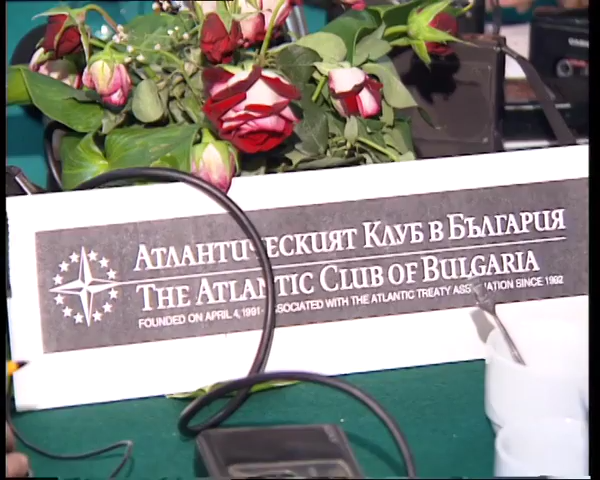 АТЛАНТИЧЕСКИЯТ КЛУБ В БЪЛГАРИЯ
THE ATLANTIC CLUB OF BULGARIA
FOUNDED ON APRIL 4, 1991 · ASSOCIATED WITH THE ATLANTIC TREATY ASSOCIATION SINCE 1992